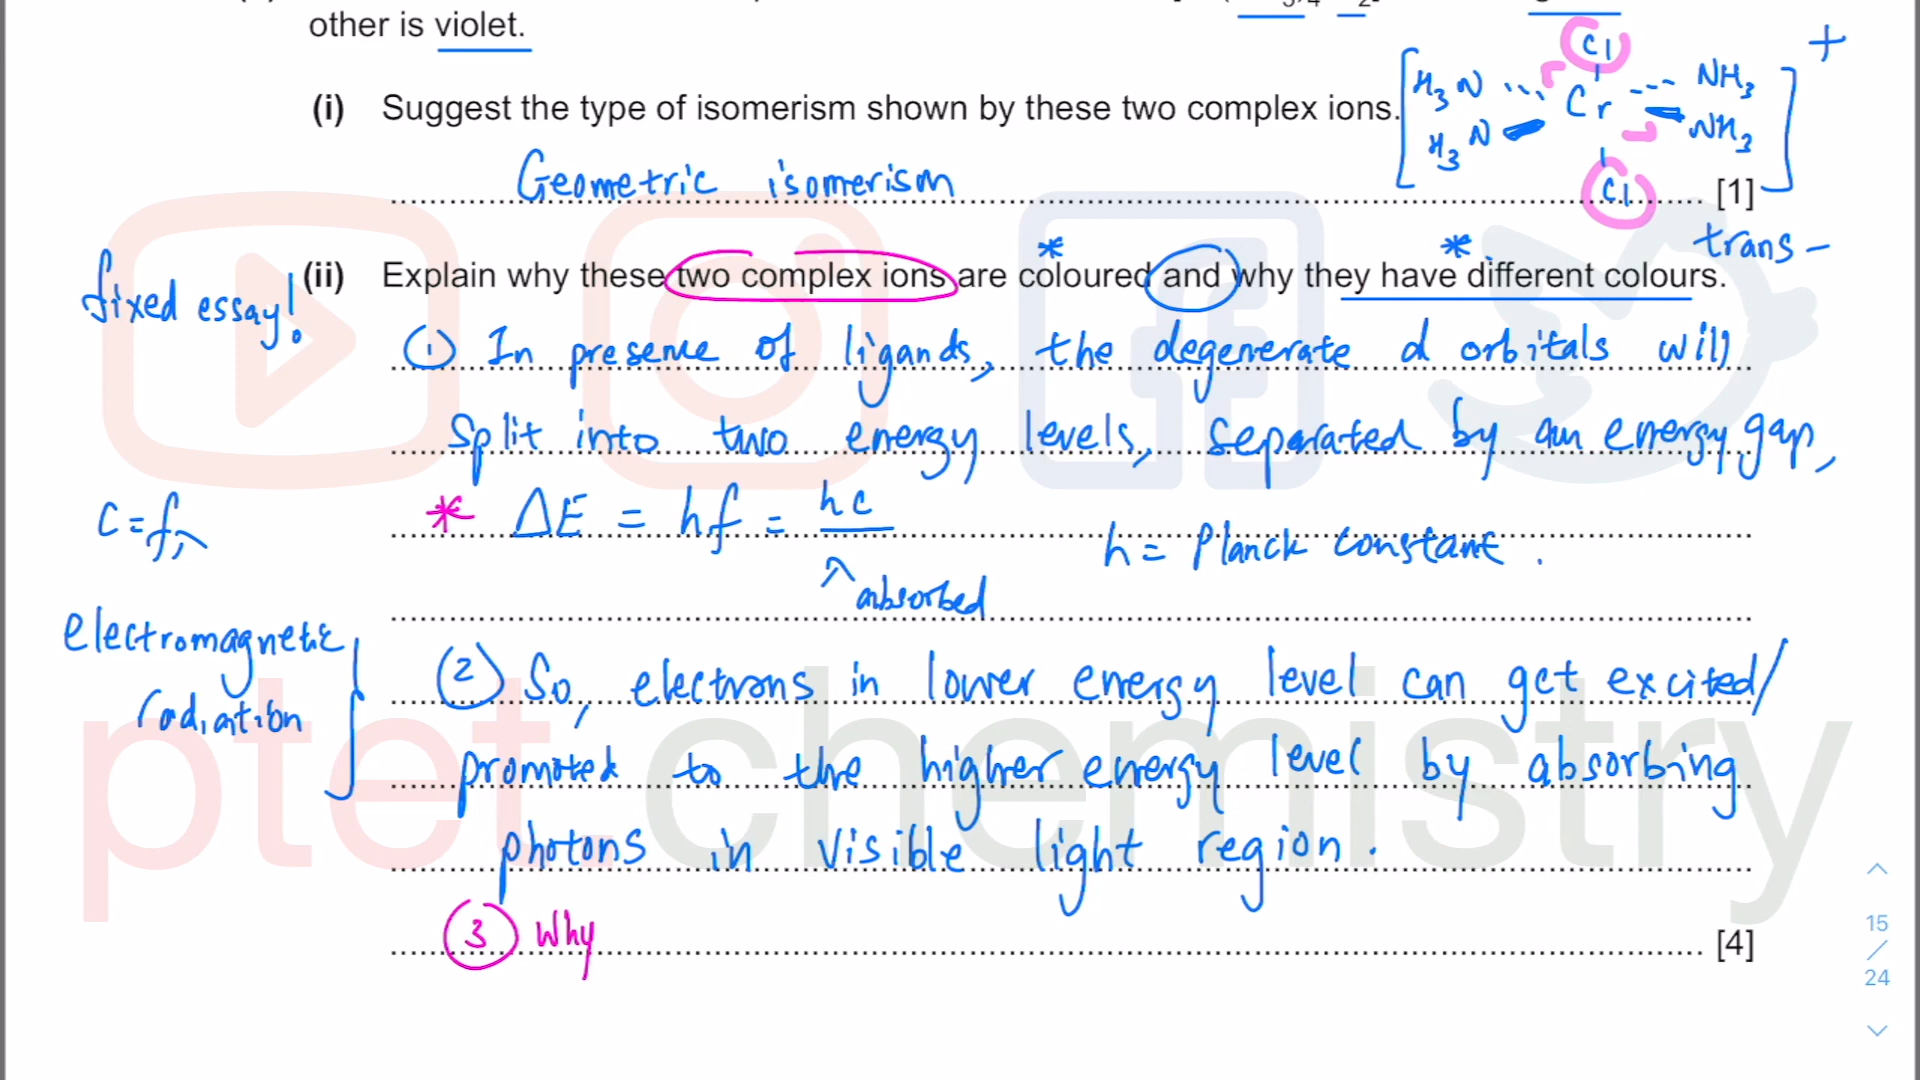 other is violet.
(i) Suggest the type of isomerism shown by these two complex ions.
Geometric isomerism
[1]
[ H3N H3N Cr Cl Cl NH3 NH3 ] +
trans-
fixed essay!
(ii) Explain why these two complex ions are coloured and why they have different colours.
* *
(1) In presence of ligands, the degenerate d orbitals will
split into two energy levels, separated by an energy gap,
c = fλ
* ΔE = hf = hc / λ absorbed
h = Planck constant.
electromagnetic
radiation
(2) So, electrons in lower energy level can get excited/
promoted to the higher energy level by absorbing
photons in visible light region.
(3) Why
[4]
ptet.chemistry
15
/
24